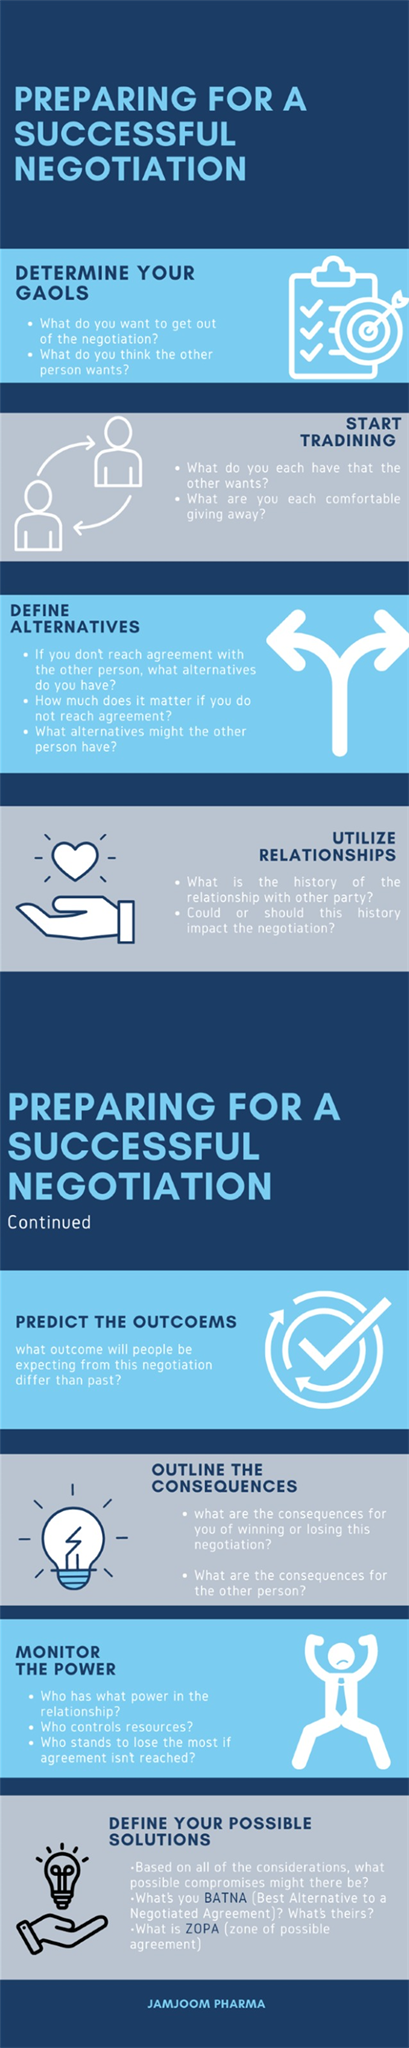 PREPARING FOR A
SUCCESSFUL
NEGOTIATION
DETERMINE YOUR
GAOLS
• What do you want to get out
of the negotiation?
• What do you think the other
person wants?
START
TRADINING
• What do you each have that the
other wants?
• What are you each comfortable
giving away?
DEFINE
ALTERNATIVES
• If you don't reach agreement with
the other person, what alternatives
do you have?
• How much does it matter if you do
not reach agreement?
• What alternatives might the other
person have?
UTILIZE
RELATIONSHIPS
• What is the history of the
relationship with other party?
• Could or should this history
impact the negotiation?
PREPARING FOR A
SUCCESSFUL
NEGOTIATION
Continued
PREDICT THE OUTCOEMS
what outcome will people be
expecting from this negotiation
differ than past?
OUTLINE THE
CONSEQUENCES
• what are the consequences for
you of winning or losing this
negotiation?
• What are the consequences for
the other person?
MONITOR
THE POWER
• Who has what power in the
relationship?
• Who controls resources?
• Who stands to lose the most if
agreement isn't reached?
DEFINE YOUR POSSIBLE
SOLUTIONS
•Based on all of the considerations, what
possible compromises might there be?
•What's you BATNA (Best Alternative to a
Negotiated Agreement)? What's theirs?
•What is ZOPA (zone of possible
agreement)
JAMJOOM PHARMA